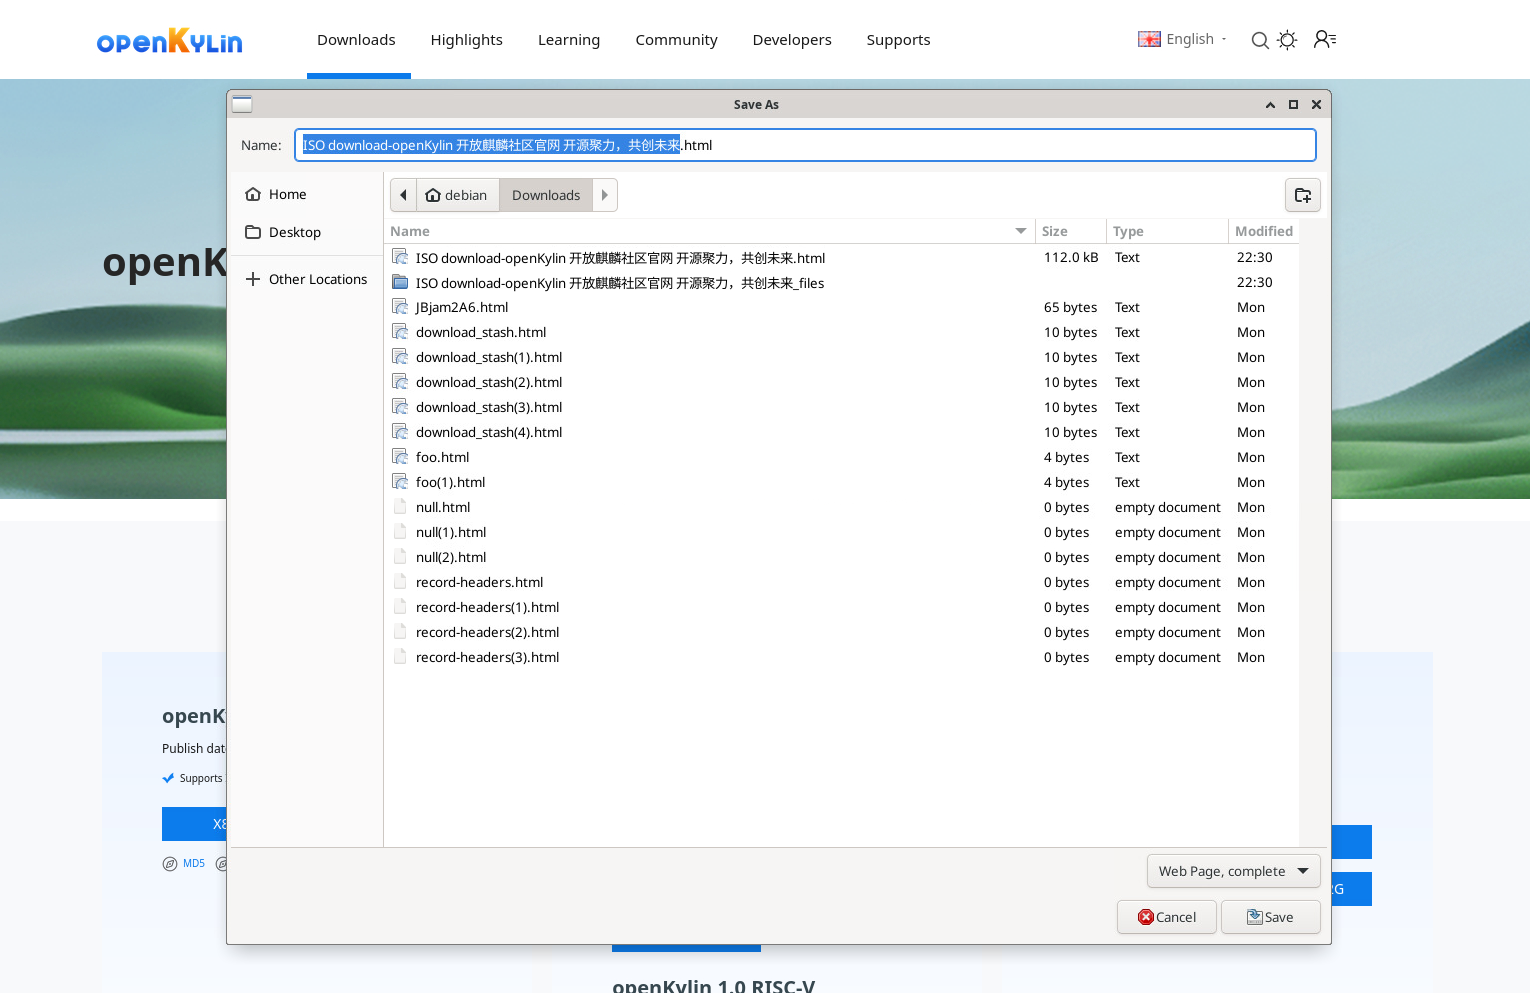 openKylin
Downloads Highlights Learning Community Developers Supports English
Save As
Name: ISO download-openKylin 开放麒麟社区官网 开源聚力，共创未来.html
Home
Desktop
Other Locations
debian Downloads
Name Size Type Modified
ISO download-openKylin 开放麒麟社区官网 开源聚力，共创未来.html 112.0 kB Text 22:30
ISO download-openKylin 开放麒麟社区官网 开源聚力，共创未来_files 22:30
JBjam2A6.html 65 bytes Text Mon
download_stash.html 10 bytes Text Mon
download_stash(1).html 10 bytes Text Mon
download_stash(2).html 10 bytes Text Mon
download_stash(3).html 10 bytes Text Mon
download_stash(4).html 10 bytes Text Mon
foo.html 4 bytes Text Mon
foo(1).html 4 bytes Text Mon
null.html 0 bytes empty document Mon
null(1).html 0 bytes empty document Mon
null(2).html 0 bytes empty document Mon
record-headers.html 0 bytes empty document Mon
record-headers(1).html 0 bytes empty document Mon
record-headers(2).html 0 bytes empty document Mon
record-headers(3).html 0 bytes empty document Mon
Web Page, complete
Cancel Save
openK
openKy
Publish dat
Supports
X8
MD5
openKylin 1.0 RISC-V